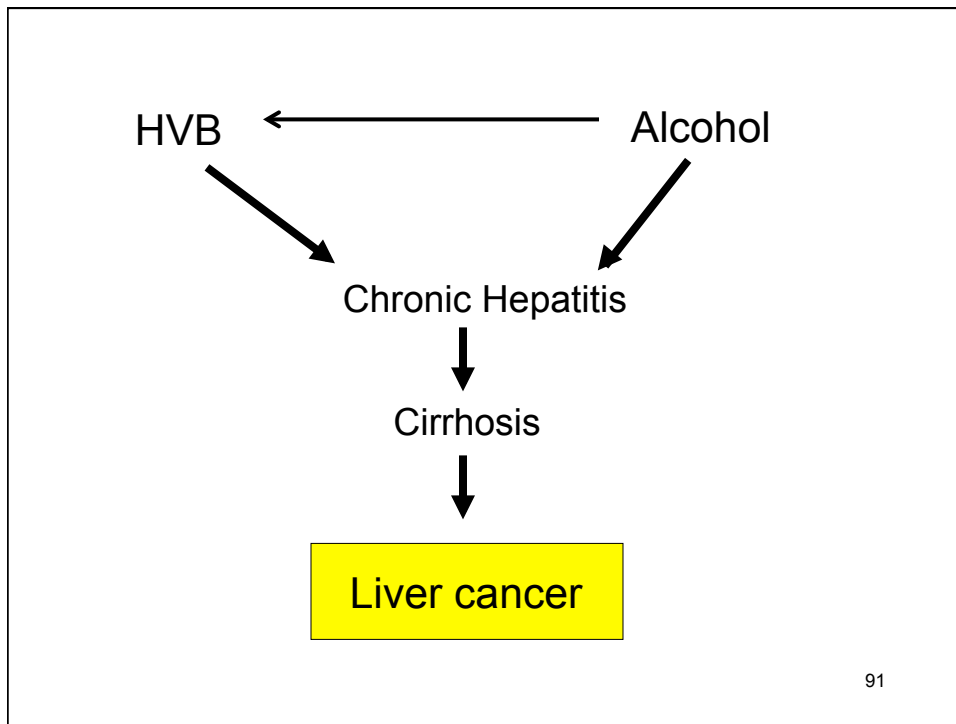 HVB
Alcohol
Chronic Hepatitis
Cirrhosis
Liver cancer
91